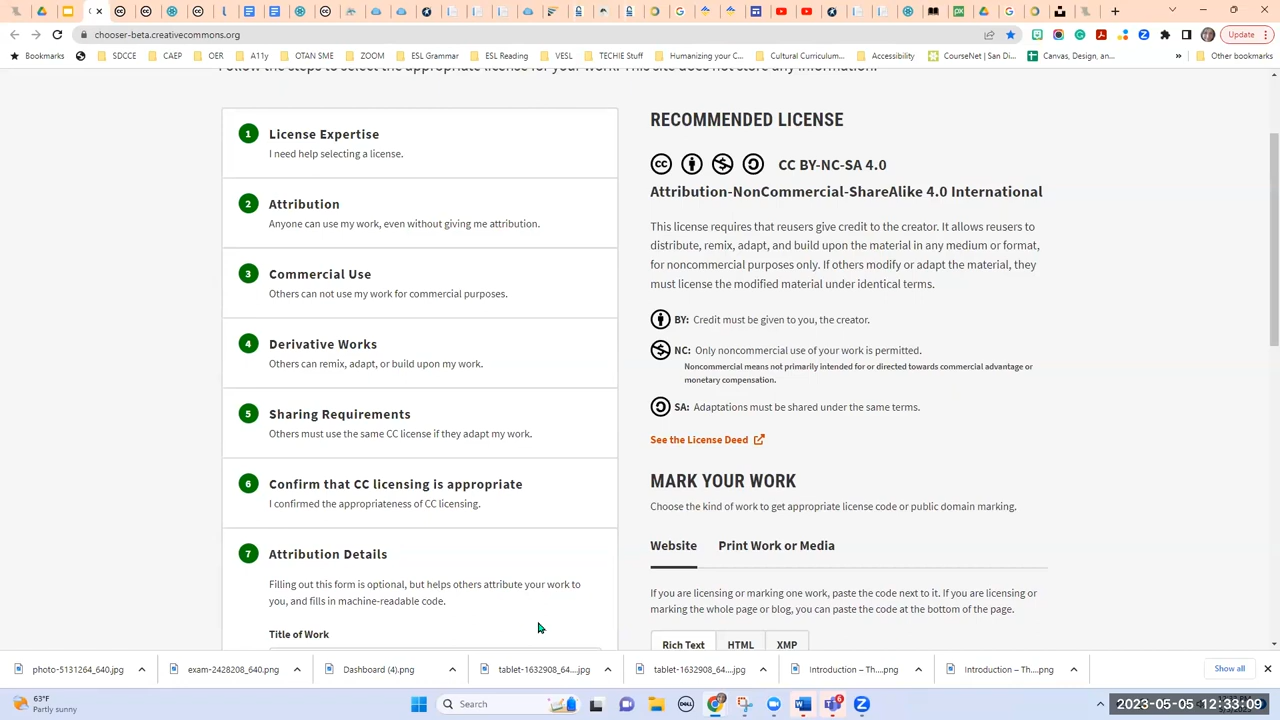 chooser-beta.creativecommons.org
Update
Bookmarks SDCCE CAEP OER A11y OTAN SME ZOOM ESL Grammar ESL Reading VESL TECHIE Stuff Humanizing your C... Cultural Curriculum... Accessibility CourseNet | San Di... Canvas, Design, an... » Other bookmarks
Follow the steps to select the appropriate license for your work. This site does not store any information.
1 License Expertise
I need help selecting a license.
2 Attribution
Anyone can use my work, even without giving me attribution.
3 Commercial Use
Others can not use my work for commercial purposes.
4 Derivative Works
Others can remix, adapt, or build upon my work.
5 Sharing Requirements
Others must use the same CC license if they adapt my work.
6 Confirm that CC licensing is appropriate
I confirmed the appropriateness of CC licensing.
7 Attribution Details
Filling out this form is optional, but helps others attribute your work to
you, and fills in machine-readable code.
Title of Work
RECOMMENDED LICENSE
CC BY-NC-SA 4.0
Attribution-NonCommercial-ShareAlike 4.0 International
This license requires that reusers give credit to the creator. It allows reusers to
distribute, remix, adapt, and build upon the material in any medium or format,
for noncommercial purposes only. If others modify or adapt the material, they
must license the modified material under identical terms.
BY: Credit must be given to you, the creator.
NC: Only noncommercial use of your work is permitted.
Noncommercial means not primarily intended for or directed towards commercial advantage or
monetary compensation.
SA: Adaptations must be shared under the same terms.
See the License Deed
MARK YOUR WORK
Choose the kind of work to get appropriate license code or public domain marking.
Website Print Work or Media
If you are licensing or marking one work, paste the code next to it. If you are licensing or
marking the whole page or blog, you can paste the code at the bottom of the page.
Rich Text HTML XMP
photo-5131264_640.jpg exam-2428208_640.png Dashboard (4).png tablet-1632908_64....jpg tablet-1632908_64....jpg Introduction – Th....png Introduction – Th....png Show all
63°F
Partly sunny
Search
2023-05-05 12:33:09